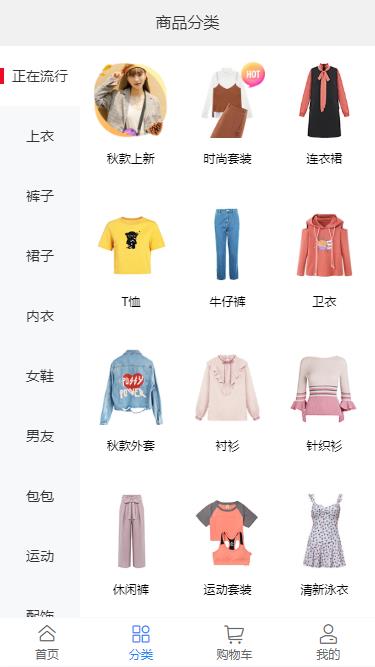 商品分类
正在流行
上衣
裤子
裙子
内衣
女鞋
男友
包包
运动
配饰
HOT
秋款上新
时尚套装
连衣裙
T恤
牛仔裤
卫衣
PUSSY
POWER
秋款外套
衬衫
针织衫
休闲裤
运动套装
清新泳衣
首页
分类
购物车
我的